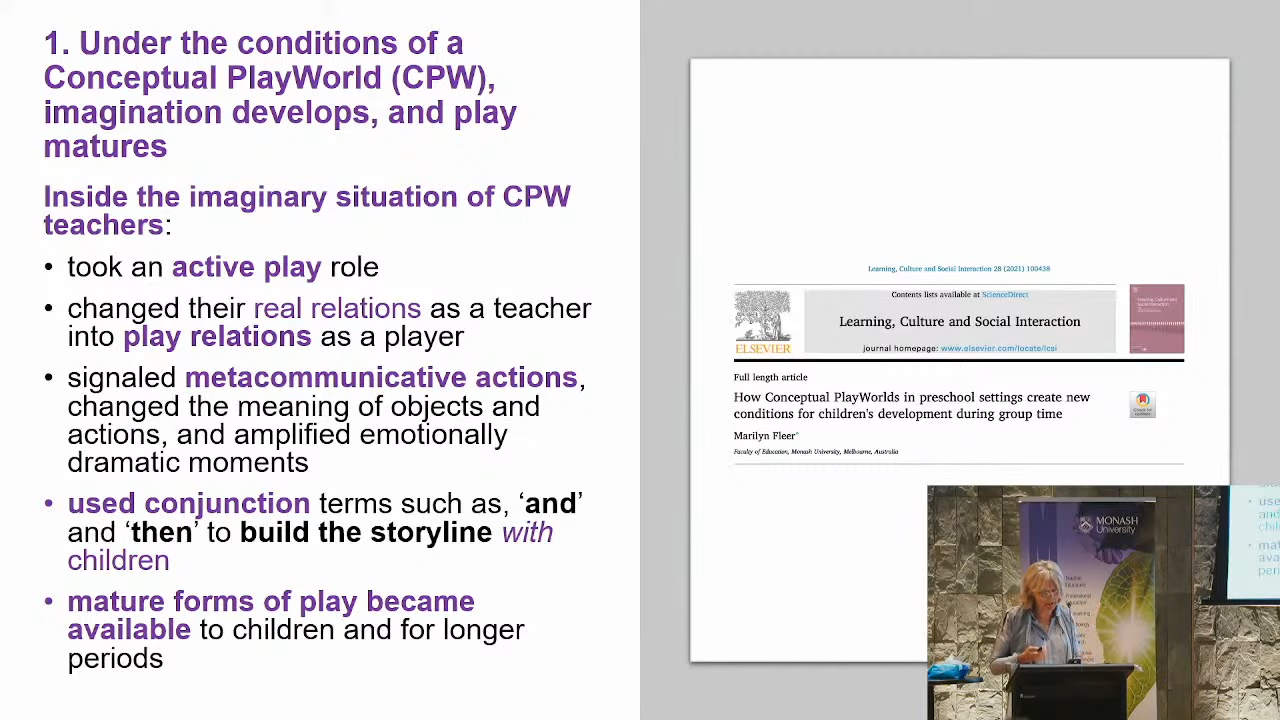 1. Under the conditions of a
Conceptual PlayWorld (CPW),
imagination develops, and play
matures
Inside the imaginary situation of CPW
teachers:
• took an active play role
• changed their real relations as a teacher
into play relations as a player
• signaled metacommunicative actions,
changed the meaning of objects and
actions, and amplified emotionally
dramatic moments
• used conjunction terms such as, ‘and’
and ‘then’ to build the storyline with
children
• mature forms of play became
available to children and for longer
periods
Learning, Culture and Social Interaction 28 (2021) 100438
Contents lists available at ScienceDirect
Learning, Culture and Social Interaction
journal homepage: www.elsevier.com/locate/lcsi
ELSEVIER
Full length article
How Conceptual PlayWorlds in preschool settings create new
conditions for children's development during group time
Marilyn Fleer*
Faculty of Education, Monash University, Melbourne, Australia
MONASH
University
Teacher
Education
Professional
Education